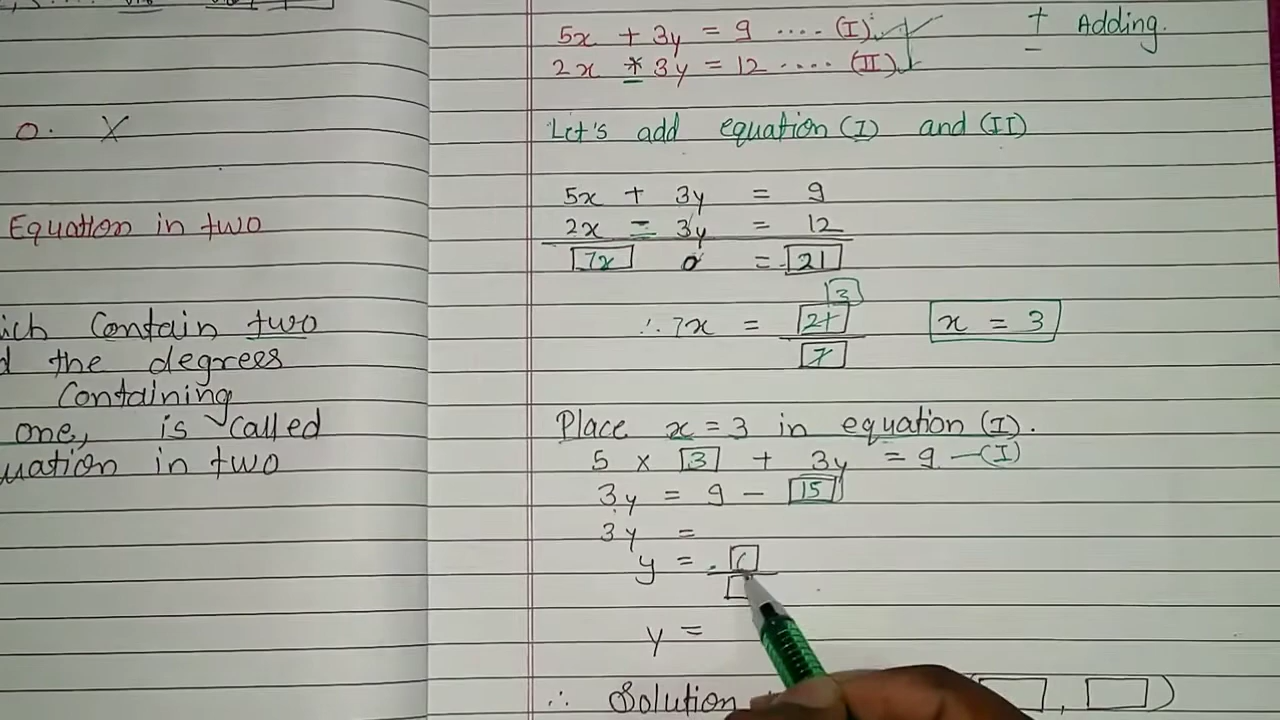 O. X
Equation in two
ich Contain two
d the degrees
Containing
one, is called
uation in two
5x + 3y = 9 .... (I)
2x * 3y = 12 .... (II)
+ Adding.
-
Let's add equation (I) and (II)
5x + 3y = 9
2x - 3y = 12
7x 0 = 21
3
∴ 7x = 21
7
x = 3
Place x = 3 in equation (I).
5 x 3 + 3y = 9 - (I)
3y = 9 - 15
3y =
y =
y =
∴ Solution ( , )